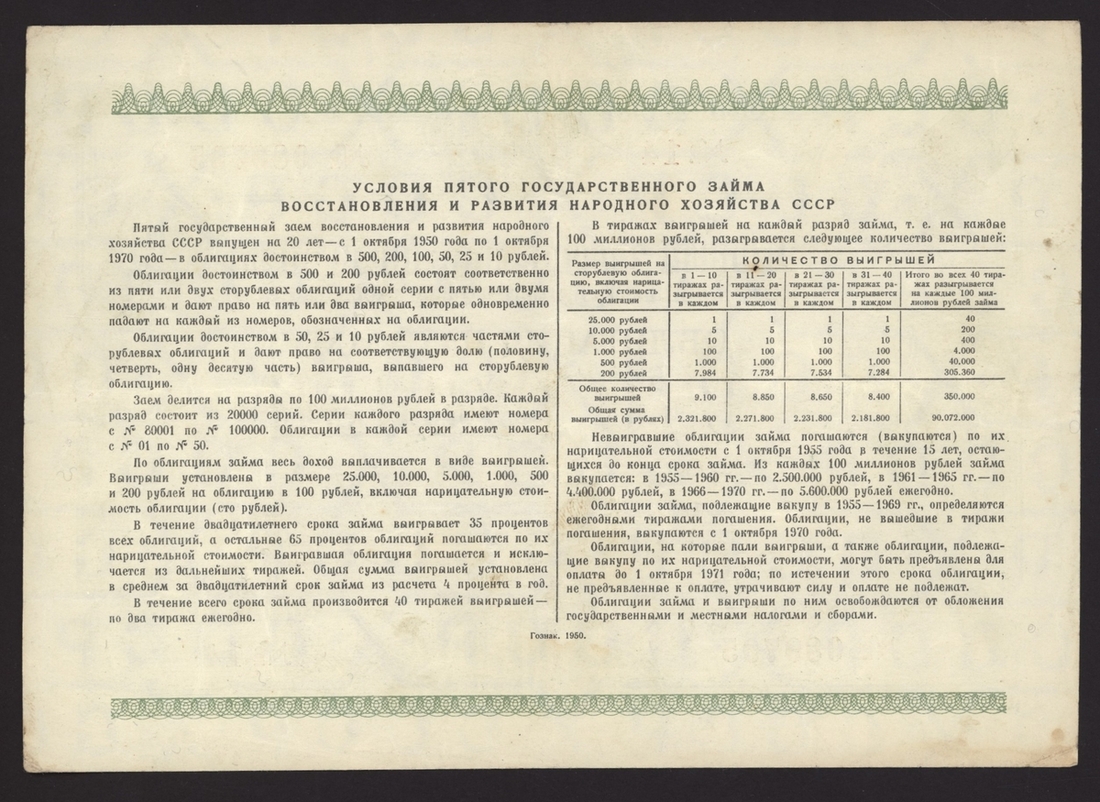 УСЛОВИЯ ПЯТОГО ГОСУДАРСТВЕННОГО ЗАЙМА
ВОССТАНОВЛЕНИЯ И РАЗВИТИЯ НАРОДНОГО ХОЗЯЙСТВА СССР
Пятый государственный заем восстановления и развития народного
хозяйства СССР выпущен на 20 лет—с 1 октября 1950 года по 1 октября
1970 года—в облигациях достоинством в 500, 200, 100, 50, 25 и 10 рублей.
Облигации достоинством в 500 и 200 рублей состоят соответственно
из пяти или двух сторублевых облигаций одной серии с пятью или двумя
номерами и дают право на пять или два выигрыша, которые одновременно
падают на каждый из номеров, обозначенных на облигации.
Облигации достоинством в 50, 25 и 10 рублей являются частями сто-
рублевых облигаций и дают право на соответствующую долю (половину,
четверть, одну десятую часть) выигрыша, выпавшего на сторублевую
облигацию.
Заем делится на разряды по 100 миллионов рублей в разряде. Каждый
разряд состоит из 20000 серий. Серии каждого разряда имеют номера
с № 80001 по № 100000. Облигации в каждой серии имеют номера
с № 01 по № 50.
По облигациям займа весь доход выплачивается в виде выигрышей.
Выигрыши установлены в размере 25.000, 10.000, 5.000, 1.000, 500
и 200 рублей на облигацию в 100 рублей, включая нарицательную стои-
мость облигации (сто рублей).
В течение двадцатилетнего срока займа выигрывает 35 процентов
всех облигаций, а остальные 65 процентов облигаций погашаются по их
нарицательной стоимости. Выигравшая облигация погашается и исклю-
чается из дальнейших тиражей. Общая сумма выигрышей установлена
в среднем за двадцатилетний срок займа из расчета 4 процента в год.
В течение всего срока займа производится 40 тиражей выигрышей—
по два тиража ежегодно.
В тиражах выигрышей на каждый разряд займа, т. е. на каждые
100 миллионов рублей, разыгрывается следующее количество выигрышей:
Размер выигрышей на
сторублевую облига-
цию, включая нарица-
тельную стоимость
облигации
КОЛИЧЕСТВО ВЫИГРЫШЕЙ
в 1—10
тиражах ра-
зыгрывается
в каждом
в 11—20
тиражах ра-
зыгрывается
в каждом
в 21—30
тиражах ра-
зыгрывается
в каждом
в 31—40
тиражах ра-
зыгрывается
в каждом
Итого во всех 40 тира-
жах разыгрывается
на каждые 100 мил-
лионов рублей займа
25.000 рублей 1 1 1 1 40
10.000 рублей 5 5 5 5 200
5.000 рублей 10 10 10 10 400
1.000 рублей 100 100 100 100 4.000
500 рублей 1.000 1.000 1.000 1.000 40.000
200 рублей 7.984 7.734 7.534 7.284 305.360
Общее количество
выигрышей 9.100 8.850 8.650 8.400 350.000
Общая сумма
выигрышей (в рублях) 2.321.800 2.271.800 2.231.800 2.181.800 90.072.000
Невыигравшие облигации займа погашаются (выкупаются) по их
нарицательной стоимости с 1 октября 1955 года в течение 15 лет, остаю-
щихся до конца срока займа. Из каждых 100 миллионов рублей займа
выкупается: в 1955—1960 гг.—по 2.500.000 рублей, в 1961—1965 гг.—по
4.400.000 рублей, в 1966—1970 гг.—по 5.600.000 рублей ежегодно.
Облигации займа, подлежащие выкупу в 1955—1969 гг., определяются
ежегодными тиражами погашения. Облигации, не вышедшие в тиражи
погашения, выкупаются с 1 октября 1970 года.
Облигации, на которые пали выигрыши, а также облигации, подлежа-
щие выкупу по их нарицательной стоимости, могут быть предъявлены для
оплаты до 1 октября 1971 года; по истечении этого срока облигации,
не предъявленные к оплате, утрачивают силу и оплате не подлежат.
Облигации займа и выигрыши по ним освобождаются от обложения
государственными и местными налогами и сборами.
Гознак. 1950.